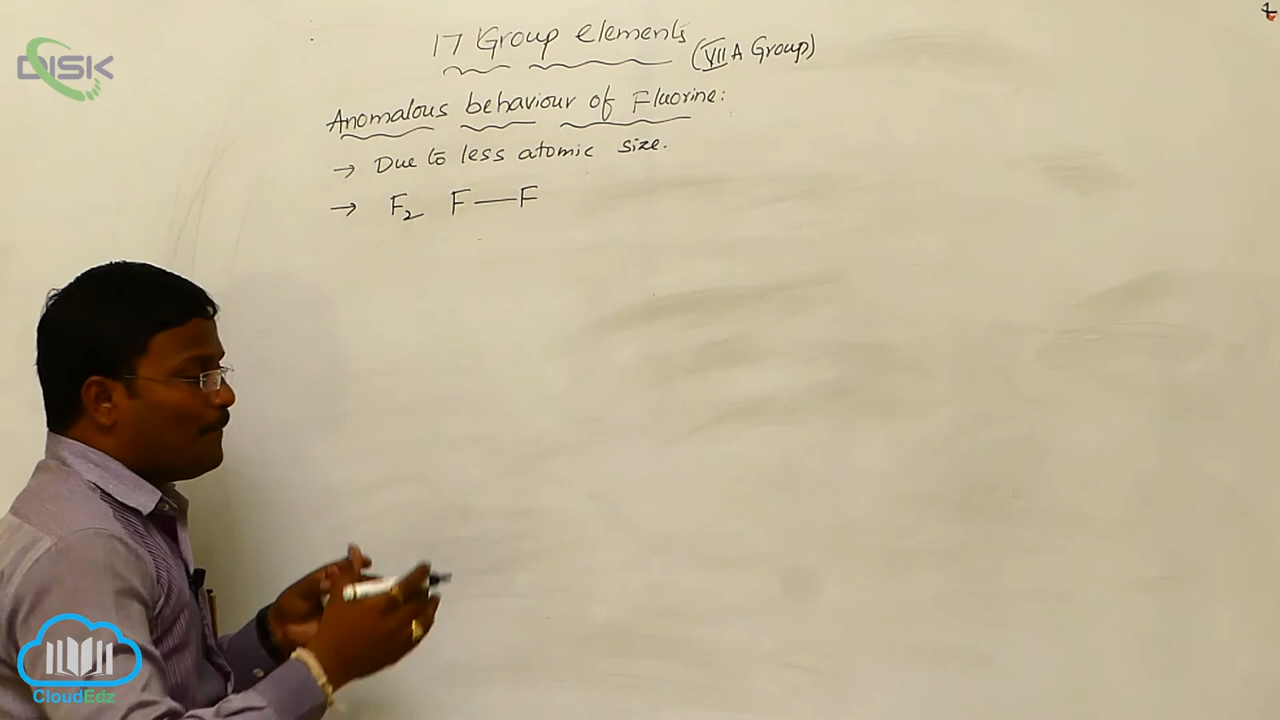 17 Group elements
(VII A Group)
Anomalous behaviour of Fluorine:
→ Due to less atomic size.
→ F₂ F—F
DISK
CloudEdz